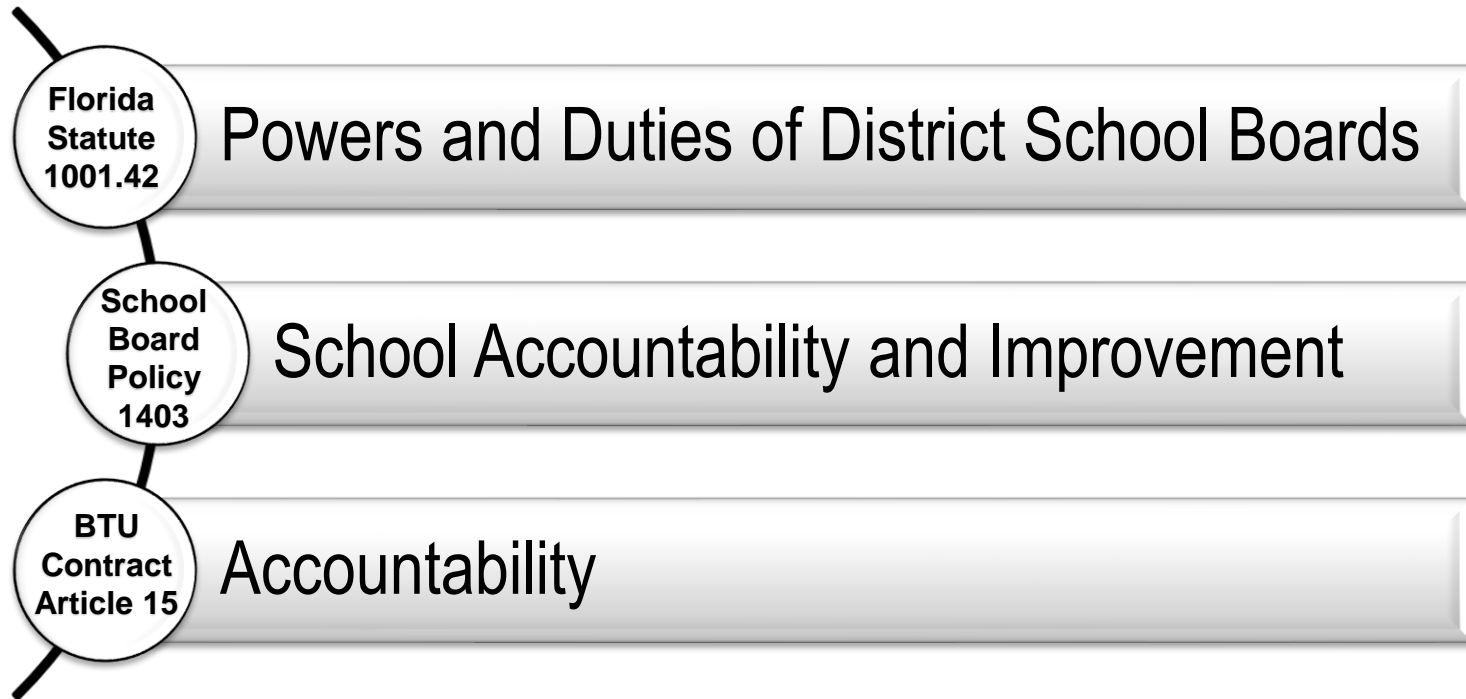 Florida
Statute
1001.42
Powers and Duties of District School Boards
School
Board
Policy
1403
School Accountability and Improvement
BTU
Contract
Article 15
Accountability